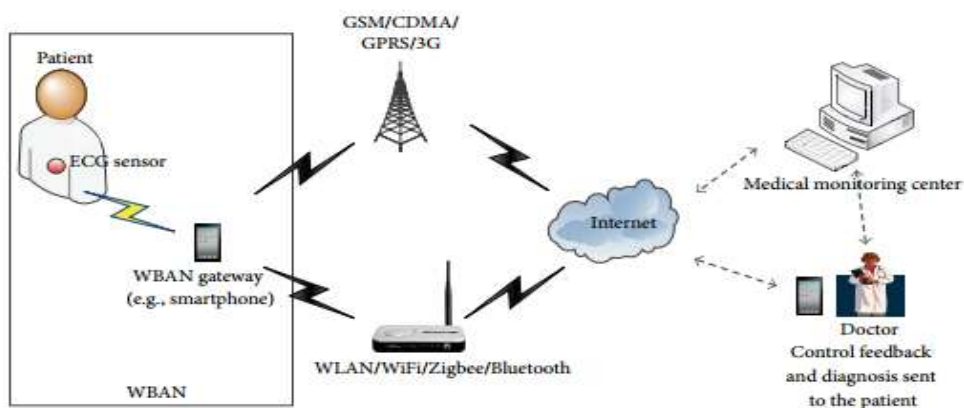 GSM/CDMA/
GPRS/3G
Patient
ECG sensor
WBAN gateway
(e.g., smartphone)
WBAN
WLAN/WiFi/Zigbee/Bluetooth
Internet
Medical monitoring center
Doctor
Control feedback
and diagnosis sent
to the patient